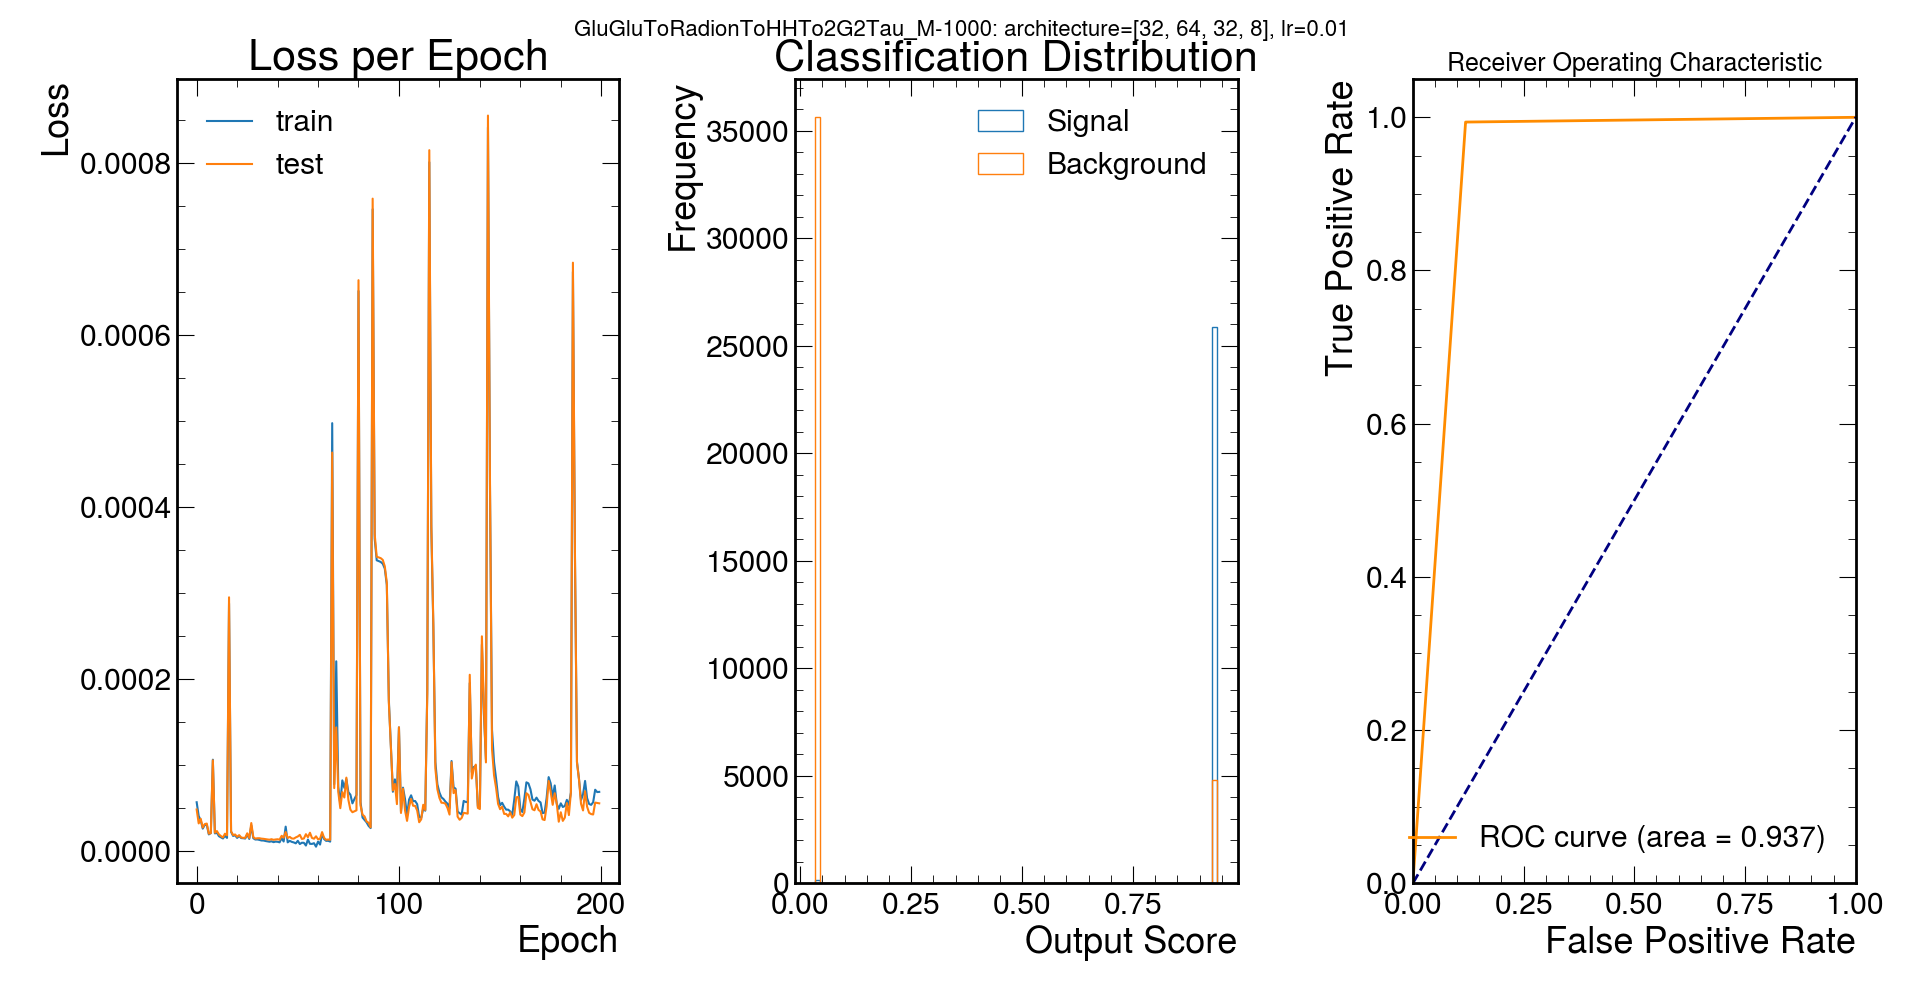 GluGluToRadionToHHTo2G2Tau_M-1000: architecture=[32, 64, 32, 8], lr=0.01
Loss per Epoch
Loss
train
test
0.0008
0.0006
0.0004
0.0002
0.0000
0 100 200
Epoch
Classification Distribution
Frequency
Signal
Background
35000
30000
25000
20000
15000
10000
5000
0
0.00 0.25 0.50 0.75
Output Score
Receiver Operating Characteristic
True Positive Rate
1.0
0.8
0.6
0.4
0.2
0.0
ROC curve (area = 0.937)
0.00 0.25 0.50 0.75 1.00
False Positive Rate